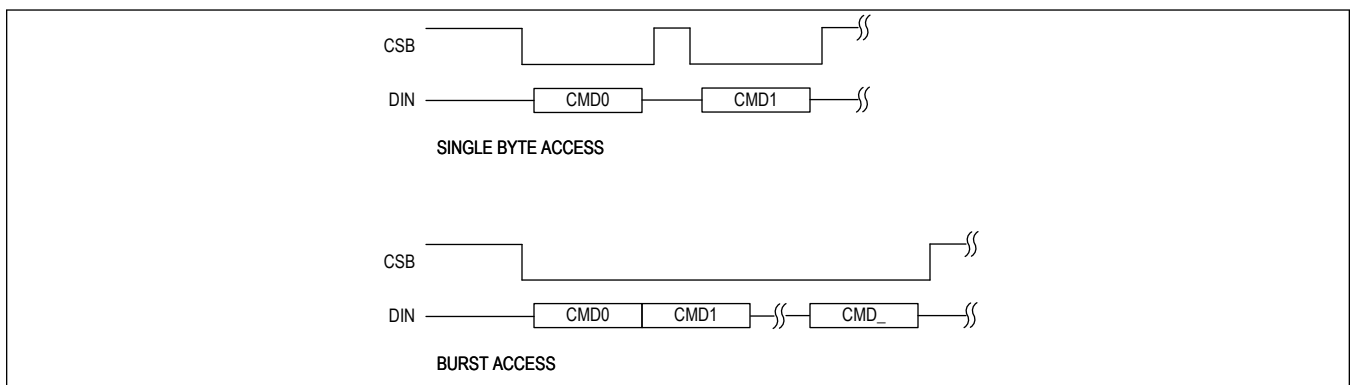 CSB
DIN CMD0 CMD1
SINGLE BYTE ACCESS
CSB
DIN CMD0 CMD1 CMD_
BURST ACCESS